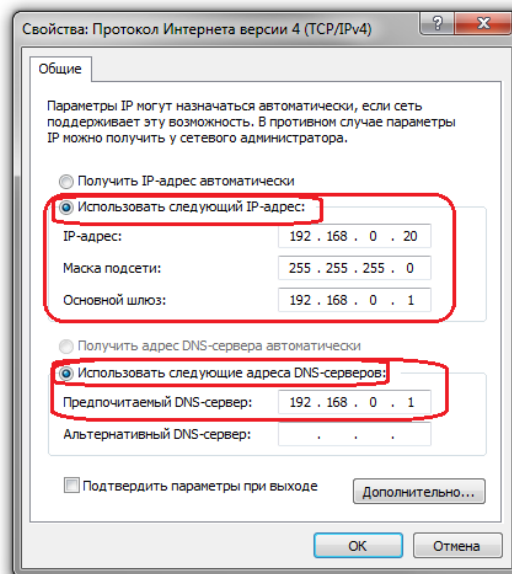 Свойства: Протокол Интернета версии 4 (TCP/IPv4)
Общие
Параметры IP могут назначаться автоматически, если сеть
поддерживает эту возможность. В противном случае параметры
IP можно получить у сетевого администратора.
Получить IP-адрес автоматически
Использовать следующий IP-адрес:
IP-адрес: 192 . 168 . 0 . 20
Маска подсети: 255 . 255 . 255 . 0
Основной шлюз: 192 . 168 . 0 . 1
Получить адрес DNS-сервера автоматически
Использовать следующие адреса DNS-серверов:
Предпочитаемый DNS-сервер: 192 . 168 . 0 . 1
Альтернативный DNS-сервер: . . .
Подтвердить параметры при выходе
Дополнительно...
OK Отмена